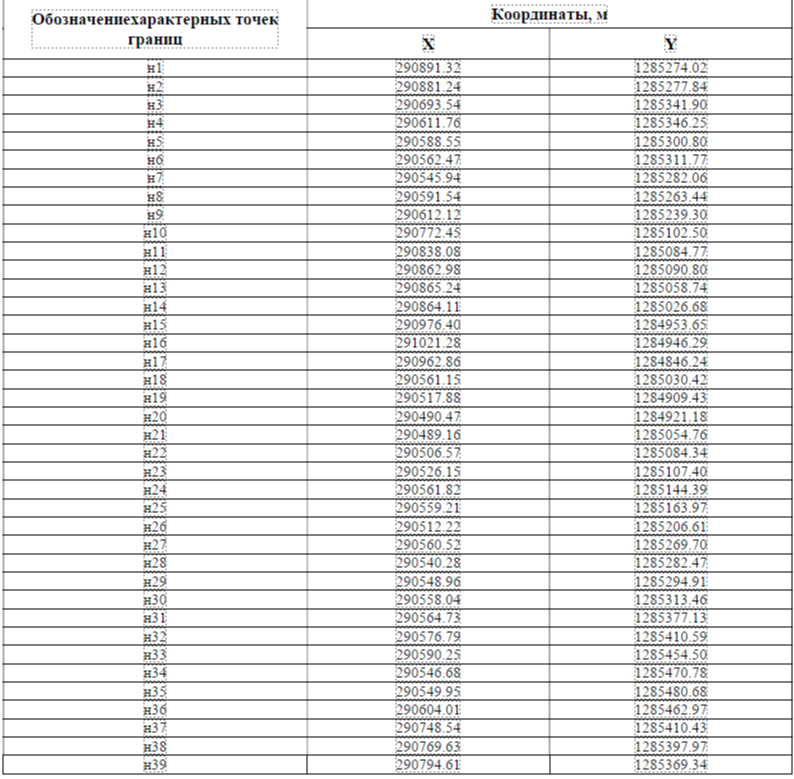 Обозначениехарактерных точек
границ
Координаты, м
X Y
н1 290891.32 1285274.02
н2 290881.24 1285277.84
н3 290693.54 1285341.90
н4 290611.76 1285346.25
н5 290588.55 1285300.80
н6 290562.47 1285311.77
н7 290545.94 1285282.06
н8 290591.54 1285263.44
н9 290612.12 1285239.30
н10 290772.45 1285102.50
н11 290838.08 1285084.77
н12 290862.98 1285090.80
н13 290865.24 1285058.74
н14 290864.11 1285026.68
н15 290976.40 1284953.65
н16 291021.28 1284946.29
н17 290962.86 1284846.24
н18 290561.15 1285030.42
н19 290517.88 1284909.43
н20 290490.47 1284921.18
н21 290489.16 1285054.76
н22 290506.57 1285084.34
н23 290526.15 1285107.40
н24 290561.82 1285144.39
н25 290559.21 1285163.97
н26 290512.22 1285206.61
н27 290560.52 1285269.70
н28 290540.28 1285282.47
н29 290548.96 1285294.91
н30 290558.04 1285313.46
н31 290564.73 1285377.13
н32 290576.79 1285410.59
н33 290590.25 1285454.50
н34 290546.68 1285470.78
н35 290549.95 1285480.68
н36 290604.01 1285462.97
н37 290748.54 1285410.43
н38 290769.63 1285397.97
н39 290794.61 1285369.34